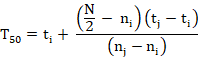 T₅₀ = tᵢ + ((N/2 − nᵢ)(tⱼ − tᵢ))/(nⱼ − nᵢ)